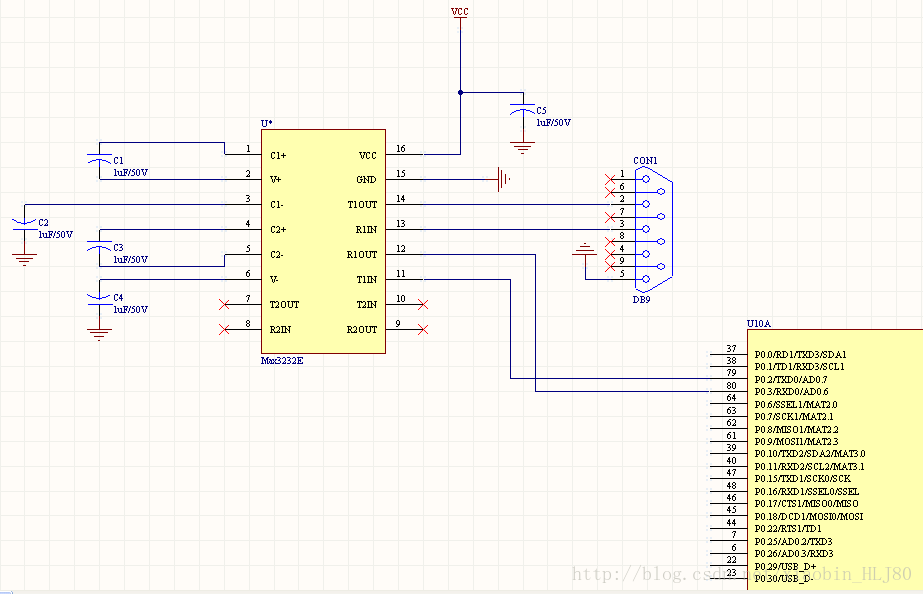 VCC
C5
1uF/50V
U*
1 C1+
2 V+
3 C1-
4 C2+
5 C2-
6 V-
7 T2OUT
8 R2IN
VCC 16
GND 15
T1OUT 14
R1IN 13
R1OUT 12
T1IN 11
T2IN 10
R2OUT 9
Max3232E
C1
1uF/50V
C2
1uF/50V
C3
1uF/50V
C4
1uF/50V
CON1
1
6
2
7
3
8
4
9
5
DB9
U10A
37 P0.0/RD1/TXD3/SDA1
38 P0.1/TD1/RXD3/SCL1
79 P0.2/TXD0/AD0.7
80 P0.3/RXD0/AD0.6
64 P0.6/SSEL1/MAT2.0
63 P0.7/SCK1/MAT2.1
62 P0.8/MISO1/MAT2.2
61 P0.9/MOSI1/MAT2.3
39 P0.10/TXD2/SDA2/MAT3.0
40 P0.11/RXD2/SCL2/MAT3.1
47 P0.15/TXD1/SCK0/SCK
48 P0.16/RXD1/SSEL0/SSEL
46 P0.17/CTS1/MISO0/MISO
45 P0.18/DCD1/MOSI0/MOSI
44 P0.22/RTS1/TD1
7 P0.25/AD0.2/TXD3
6 P0.26/AD0.3/RXD3
22 P0.29/USB_D+
23 P0.30/USB_D-